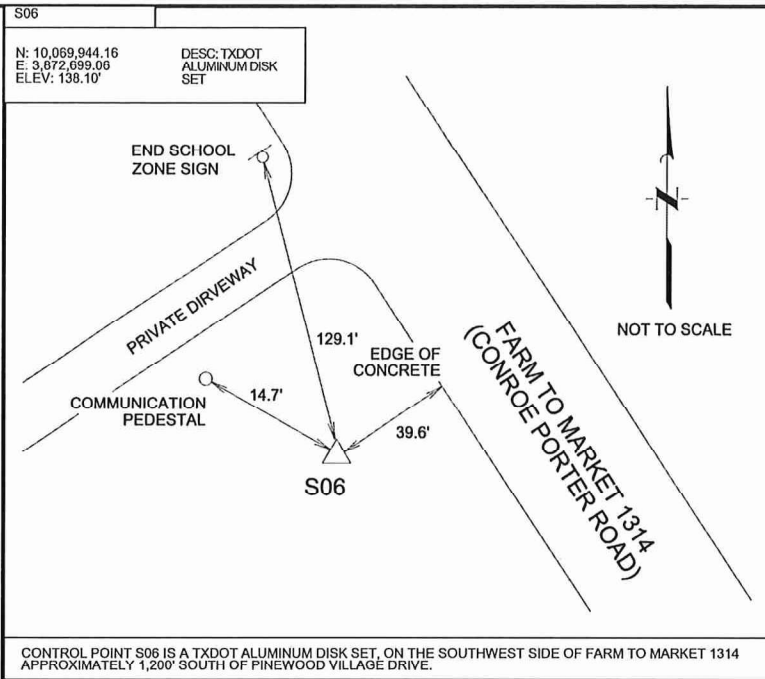 S06
N: 10,069,944.16
E: 3,872,699.06
ELEV: 138.10'
DESC: TXDOT
ALUMINUM DISK
SET
END SCHOOL
ZONE SIGN
PRIVATE DIRVEWAY
N
NOT TO SCALE
129.1'
EDGE OF
CONCRETE
FARM TO MARKET 1314
(CONROE PORTER ROAD)
COMMUNICATION
PEDESTAL
14.7'
39.6'
S06
CONTROL POINT S06 IS A TXDOT ALUMINUM DISK SET, ON THE SOUTHWEST SIDE OF FARM TO MARKET 1314
APPROXIMATELY 1,200' SOUTH OF PINEWOOD VILLAGE DRIVE.